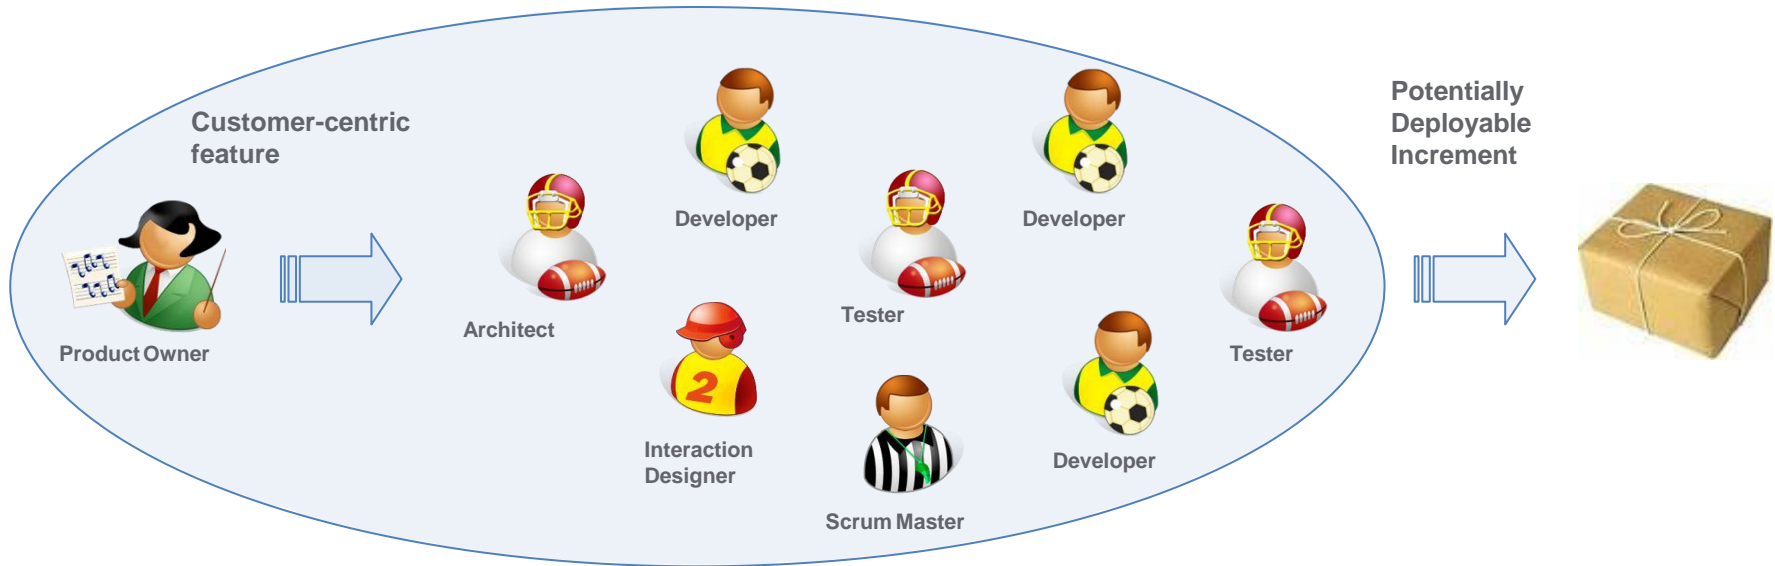 Customer-centric
feature
Potentially
Deployable
Increment
Developer
Developer
Architect
Tester
Product Owner
Tester
Interaction
Designer
2
Developer
Scrum Master